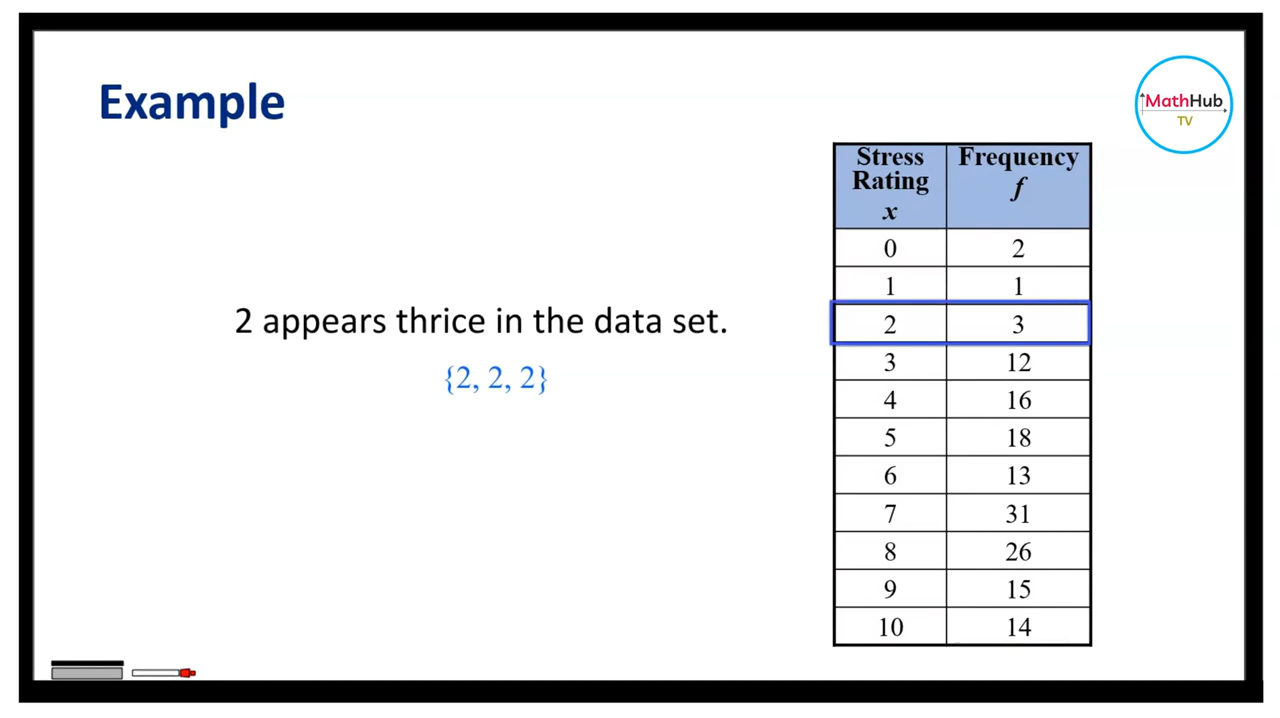 Example
MathHub
TV
2 appears thrice in the data set.
{2, 2, 2}
Stress Rating x Frequency f
0 2
1 1
2 3
3 12
4 16
5 18
6 13
7 31
8 26
9 15
10 14